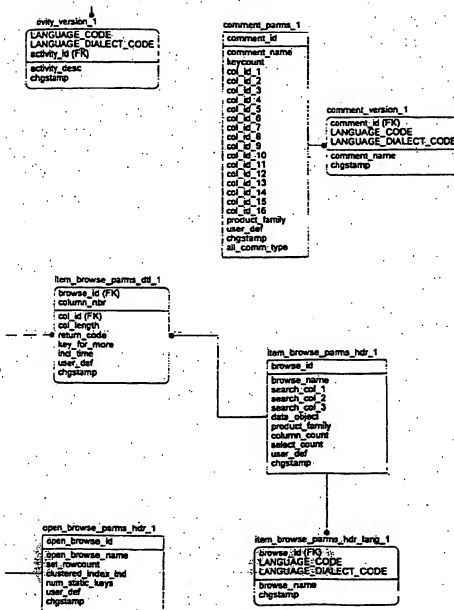 ivity_version_1
LANGUAGE_CODE
LANGUAGE_DIALECT_CODE
activity_id (FK)
activity_desc
chgstamp
comment_parms_1
comment_id
comment_name
keycount
col_id_1
col_id_2
col_id_3
col_id_4
col_id_5
col_id_6
col_id_7
col_id_8
col_id_9
col_id_10
col_id_11
col_id_12
col_id_13
col_id_14
col_id_15
col_id_16
product_family
user_def
chgstamp
all_comm_type
comment_version_1
comment_id (FK)
LANGUAGE_CODE
LANGUAGE_DIALECT_CODE
comment_name
chgstamp
item_browse_parms_dtl_1
browse_id (FK)
column_nbr
col_id (FK)
col_length
return_code
key_for_more
incl_time
user_def
chgstamp
item_browse_parms_hdr_1
browse_id
browse_name
search_col_1
search_col_2
search_col_3
data_object
product_family
column_count
select_count
user_def
chgstamp
open_browse_parms_hdr_1
open_browse_id
open_browse_name
set_rowcount
clustered_index_ind
num_static_keys
user_def
chgstamp
item_browse_parms_hdr_lang_1
browse_id (FK)
LANGUAGE_CODE
LANGUAGE_DIALECT_CODE
browse_name
chgstamp